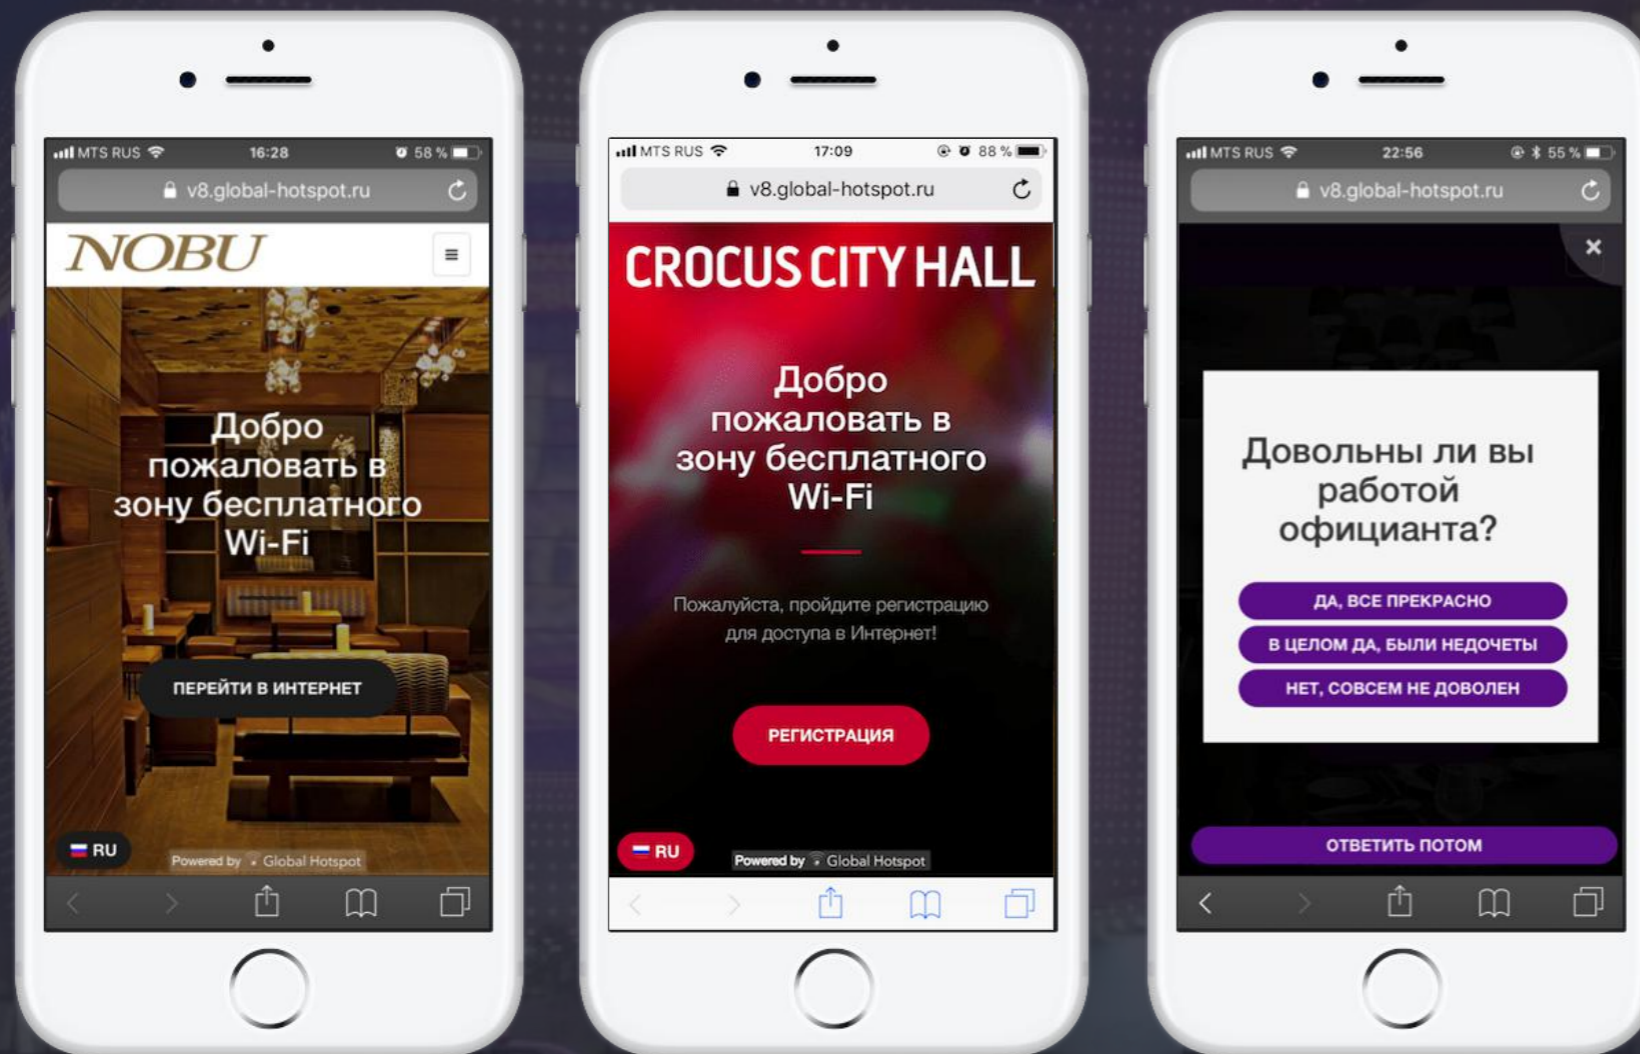 MTS RUS 16:28 58 %
v8.global-hotspot.ru
NOBU
Добро
пожаловать в
зону бесплатного
Wi-Fi
ПЕРЕЙТИ В ИНТЕРНЕТ
RU
Powered by Global Hotspot
MTS RUS 17:09 88 %
v8.global-hotspot.ru
CROCUS CITY HALL
Добро
пожаловать в
зону бесплатного
Wi-Fi
Пожалуйста, пройдите регистрацию
для доступа в Интернет!
РЕГИСТРАЦИЯ
RU
Powered by Global Hotspot
MTS RUS 22:56 55 %
v8.global-hotspot.ru
Довольны ли вы
работой
официанта?
ДА, ВСЕ ПРЕКРАСНО
В ЦЕЛОМ ДА, БЫЛИ НЕДОЧЕТЫ
НЕТ, СОВСЕМ НЕ ДОВОЛЕН
ОТВЕТИТЬ ПОТОМ